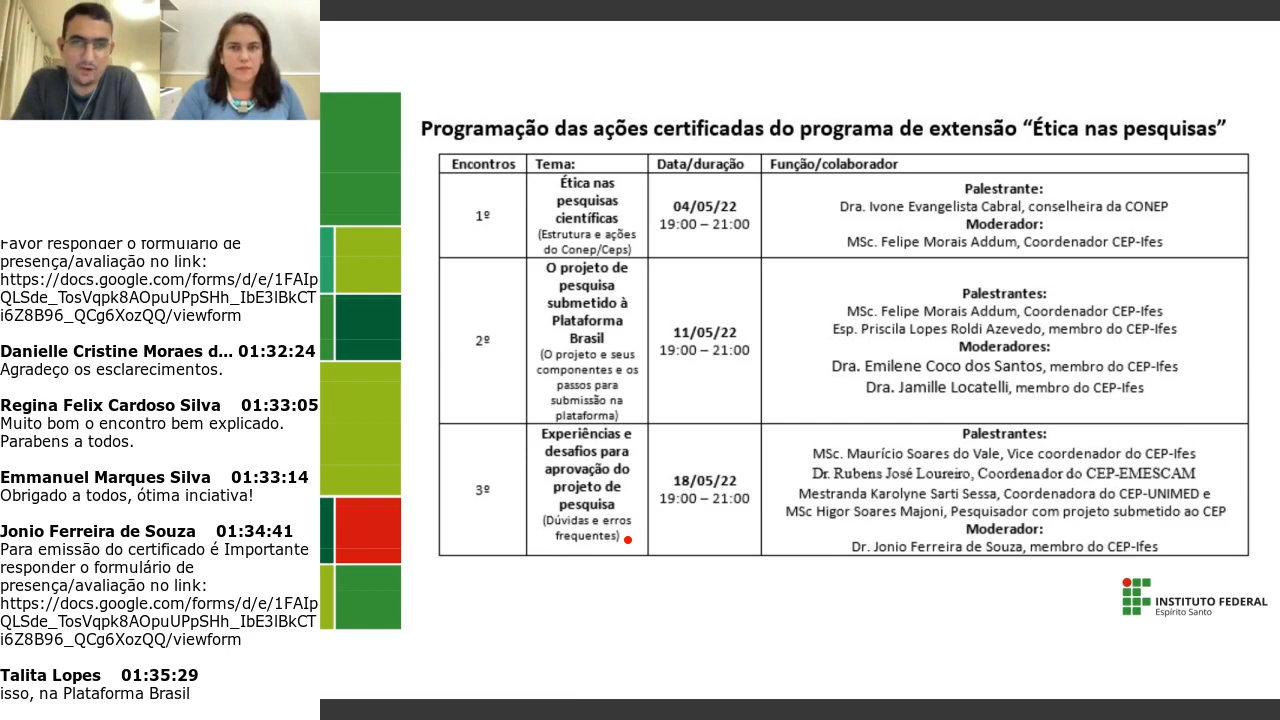 Favor responder o formulário de
presença/avaliação no link:
https://docs.google.com/forms/d/e/1FAIp
QLSde_TosVqpk8AOpuUPpSHh_IbE3lBkCT
i6Z8B96_QCg6XozQQ/viewform
Danielle Cristine Moraes d... 01:32:24
Agradeço os esclarecimentos.
Regina Felix Cardoso Silva 01:33:05
Muito bom o encontro bem explicado.
Parabens a todos.
Emmanuel Marques Silva 01:33:14
Obrigado a todos, ótima inciativa!
Jonio Ferreira de Souza 01:34:41
Para emissão do certificado é Importante
responder o formulário de
presença/avaliação no link:
https://docs.google.com/forms/d/e/1FAIp
QLSde_TosVqpk8AOpuUPpSHh_IbE3lBkCT
i6Z8B96_QCg6XozQQ/viewform
Talita Lopes 01:35:29
isso, na Plataforma Brasil
Programação das ações certificadas do programa de extensão “Ética nas pesquisas”
Encontros Tema: Data/duração Função/colaborador
1º
Ética nas
pesquisas
científicas
(Estrutura e ações
do Conep/Ceps)
04/05/22
19:00 – 21:00
Palestrante:
Dra. Ivone Evangelista Cabral, conselheira da CONEP
Moderador:
MSc. Felipe Morais Addum, Coordenador CEP-Ifes
2º
O projeto de
pesquisa
submetido à
Plataforma
Brasil
(O projeto e seus
componentes e os
passos para
submissão na
plataforma)
11/05/22
19:00 – 21:00
Palestrantes:
MSc. Felipe Morais Addum, Coordenador CEP-Ifes
Esp. Priscila Lopes Roldi Azevedo, membro do CEP-Ifes
Moderadores:
Dra. Emilene Coco dos Santos, membro do CEP-Ifes
Dra. Jamille Locatelli, membro do CEP-Ifes
3º
Experiências e
desafios para
aprovação do
projeto de
pesquisa
(Dúvidas e erros
frequentes)
18/05/22
19:00 – 21:00
Palestrantes:
MSc. Maurício Soares do Vale, Vice coordenador do CEP-Ifes
Dr. Rubens José Loureiro, Coordenador do CEP-EMESCAM
Mestranda Karolyne Sarti Sessa, Coordenadora do CEP-UNIMED e
MSc Higor Soares Majoni, Pesquisador com projeto submetido ao CEP
Moderador:
Dr. Jonio Ferreira de Souza, membro do CEP-Ifes
INSTITUTO FEDERAL
Espírito Santo